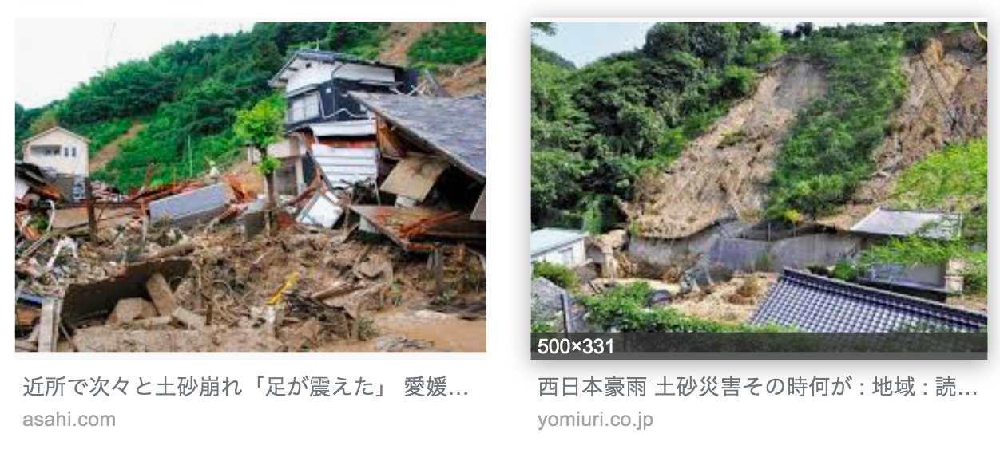 500×331
近所で次々と土砂崩れ「足が震えた」 愛媛…
西日本豪雨 土砂災害その時何が : 地域 : 読…
asahi.com
yomiuri.co.jp